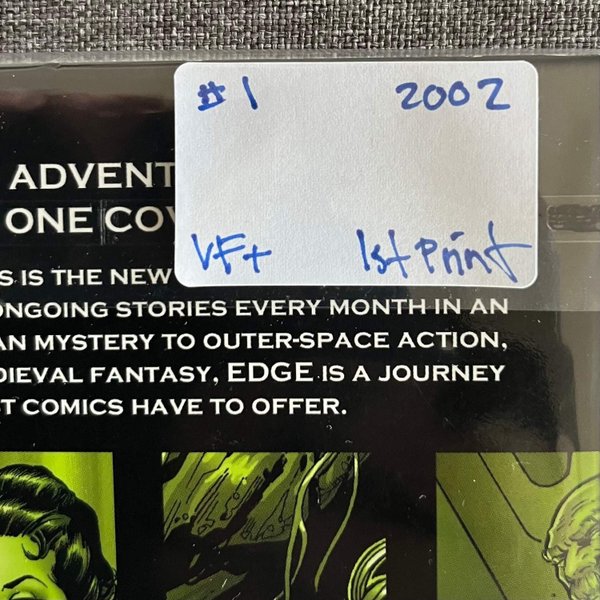 #1 2002
VF+ 1st Print
ADVENT
ONE COV
S IS THE NEW
ONGOING STORIES EVERY MONTH IN AN
AN MYSTERY TO OUTER-SPACE ACTION,
DIEVAL FANTASY, EDGE IS A JOURNEY
T COMICS HAVE TO OFFER.